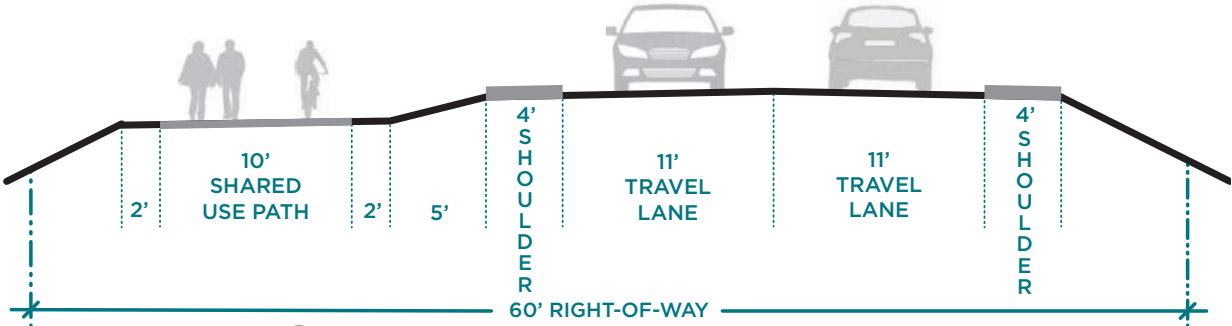 2’
10’
SHARED
USE PATH
2’
5’
4’
S
H
O
U
L
D
E
R
11’
TRAVEL
LANE
11’
TRAVEL
LANE
4’
S
H
O
U
L
D
E
R
60’ RIGHT-OF-WAY